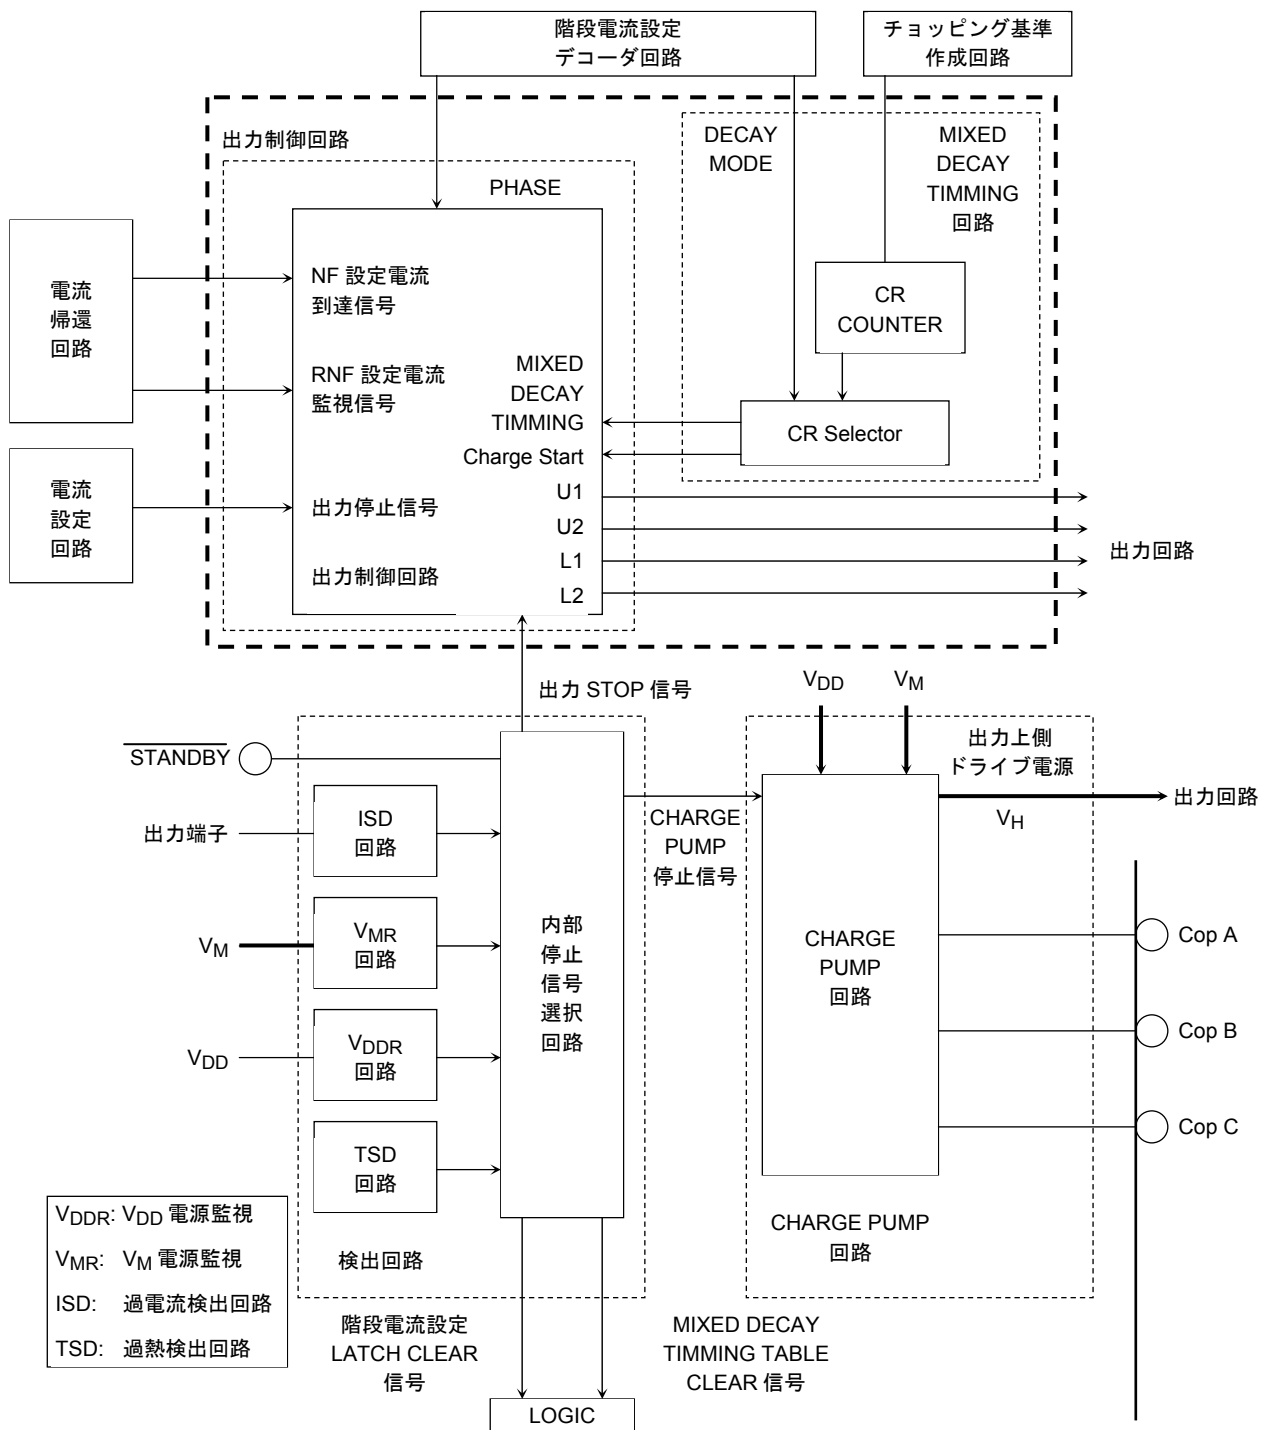 階段電流設定
デコーダ回路
チョッピング基準
作成回路
出力制御回路
DECAY
MODE
MIXED
DECAY
TIMMING
回路
PHASE
電流
帰還
回路
NF 設定電流
到達信号
CR
COUNTER
RNF 設定電流
監視信号
MIXED
DECAY
TIMMING
CR Selector
Charge Start
電流
設定
回路
出力停止信号
U1
U2
L1
L2
出力回路
出力制御回路
出力 STOP 信号
VDD
VM
STANDBY
出力上側
ドライブ電源
出力端子
ISD
回路
CHARGE
PUMP
停止信号
VH
出力回路
VM
VMR
回路
内部
停止
信号
選択
回路
CHARGE
PUMP
回路
Cop A
Cop B
Cop C
VDD
VDDR
回路
TSD
回路
検出回路
CHARGE PUMP
回路
VDDR: VDD 電源監視
VMR: VM 電源監視
ISD: 過電流検出回路
TSD: 過熱検出回路
階段電流設定
LATCH CLEAR
信号
MIXED DECAY
TIMMING TABLE
CLEAR 信号
LOGIC